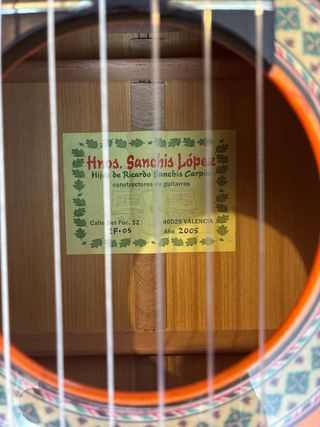 Hnos. Sanchis López
Hijos de Ricardo Sanchis Carpio
constructores de guitarras
Calle Del Foc, 32 46025 VALENCIA
2F-05 Año 2005